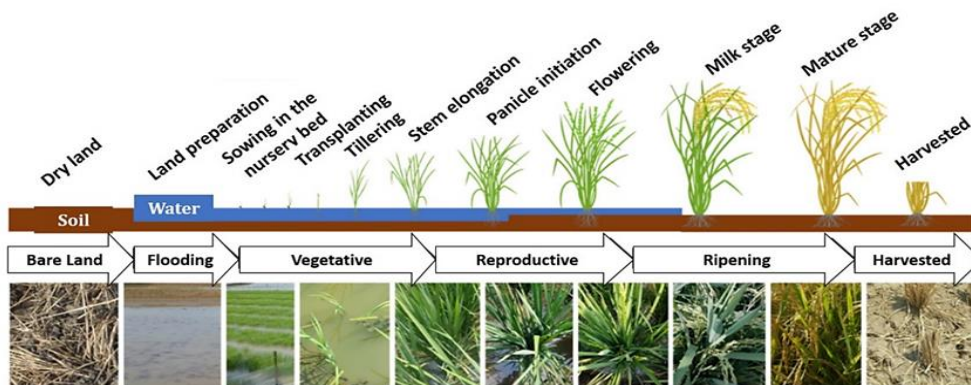 Dry land
Land preparation
Sowing in the
nursery bed
Transplanting
Tillering
Stem elongation
Panicle initiation
Flowering
Milk stage
Mature stage
Harvested
Water
Soil
Bare Land
Flooding
Vegetative
Reproductive
Ripening
Harvested